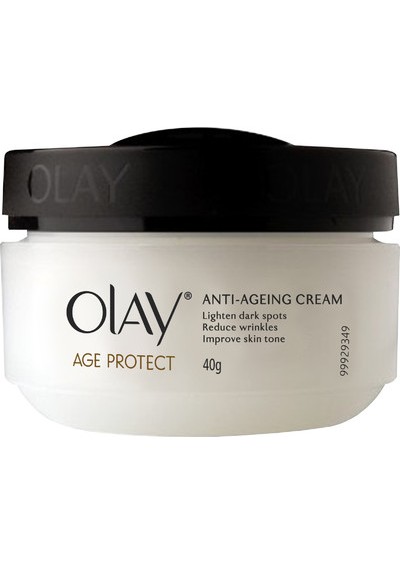 OLAY
OLAY®
AGE PROTECT
ANTI-AGEING CREAM
Lighten dark spots
Reduce wrinkles
Improve skin tone
40g
99929349